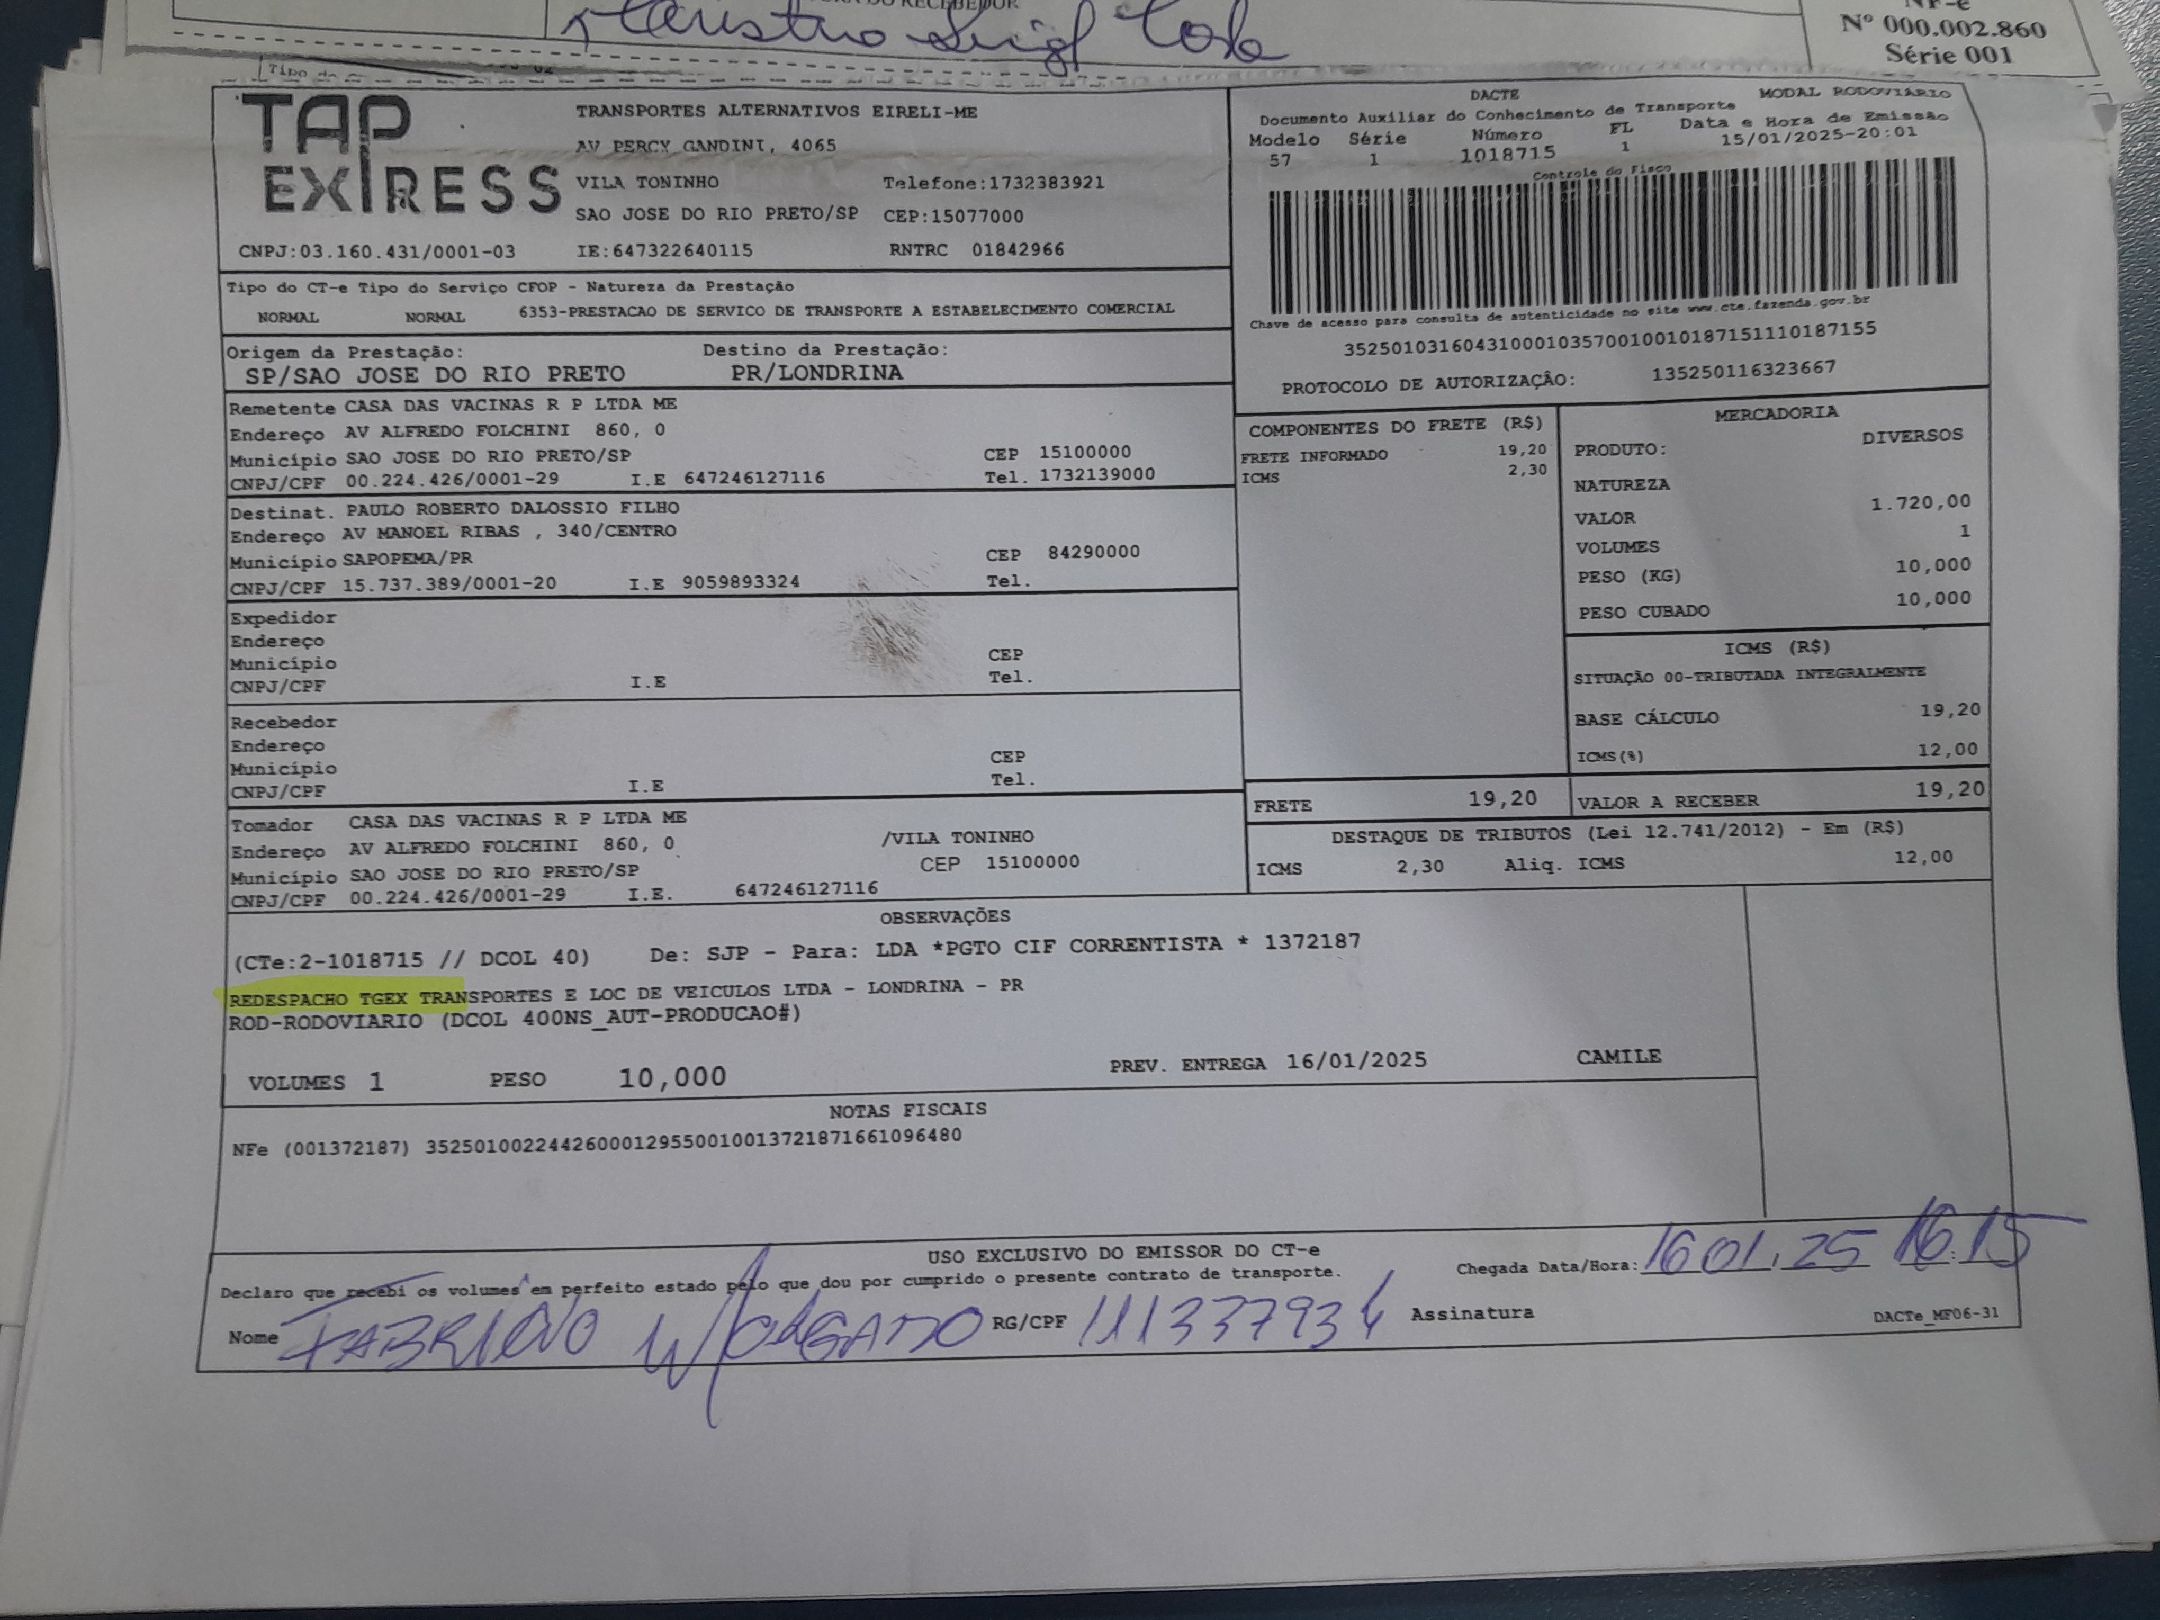 DO RECEBEDOR
NF-e
Nº 000.002.860
Série 001
Tipo do
TAP
EXPRESS
TRANSPORTES ALTERNATIVOS EIRELI-ME
AV PERCY GANDINI, 4065
VILA TONINHO Telefone:1732383921
SAO JOSE DO RIO PRETO/SP CEP:15077000
CNPJ:03.160.431/0001-03 IE:647322640115 RNTRC 01842966
DACTE MODAL RODOVIÁRIO
Documento Auxiliar do Conhecimento de Transporte
Modelo Série Número FL Data e Hora de Emissão
57 1 1018715 1 15/01/2025-20:01
Controle do Fisco
Chave de acesso para consulta de autenticidade no site www.cte.fazenda.gov.br
35250103160431000103570010010187151110187155
PROTOCOLO DE AUTORIZAÇÂO: 135250116323667
Tipo do CT-e Tipo do Serviço CFOP - Natureza da Prestação
NORMAL NORMAL 6353-PRESTACAO DE SERVICO DE TRANSPORTE A ESTABELECIMENTO COMERCIAL
Origem da Prestação: Destino da Prestação:
SP/SAO JOSE DO RIO PRETO PR/LONDRINA
Remetente CASA DAS VACINAS R P LTDA ME
Endereço AV ALFREDO FOLCHINI 860, 0
Município SAO JOSE DO RIO PRETO/SP CEP 15100000
CNPJ/CPF 00.224.426/0001-29 I.E 647246127116 Tel. 1732139000
Destinat. PAULO ROBERTO DALOSSIO FILHO
Endereço AV MANOEL RIBAS , 340/CENTRO
Município SAPOPEMA/PR CEP 84290000
CNPJ/CPF 15.737.389/0001-20 I.E 9059893324 Tel.
Expedidor
Endereço
Município CEP
CNPJ/CPF I.E Tel.
Recebedor
Endereço
Município CEP
CNPJ/CPF I.E Tel.
Tomador CASA DAS VACINAS R P LTDA ME
Endereço AV ALFREDO FOLCHINI 860, 0 /VILA TONINHO
Município SAO JOSE DO RIO PRETO/SP CEP 15100000
CNPJ/CPF 00.224.426/0001-29 I.E. 647246127116
COMPONENTES DO FRETE (R$)
FRETE INFORMADO 19,20
ICMS 2,30
MERCADORIA
PRODUTO: DIVERSOS
NATUREZA
VALOR 1.720,00
VOLUMES 1
PESO (KG) 10,000
PESO CUBADO 10,000
ICMS (R$)
SITUAÇÃO 00-TRIBUTADA INTEGRALMENTE
BASE CÁLCULO 19,20
ICMS(%) 12,00
FRETE 19,20 VALOR A RECEBER 19,20
DESTAQUE DE TRIBUTOS (Lei 12.741/2012) - Em (R$)
ICMS 2,30 Aliq. ICMS 12,00
OBSERVAÇÕES
(CTe:2-1018715 // DCOL 40) De: SJP - Para: LDA *PGTO CIF CORRENTISTA * 1372187
REDESPACHO TGEX TRANSPORTES E LOC DE VEICULOS LTDA - LONDRINA - PR
ROD-RODOVIARIO (DCOL 400NS_AUT-PRODUCAO#)
VOLUMES 1 PESO 10,000 PREV. ENTREGA 16/01/2025 CAMILE
NOTAS FISCAIS
NFe (001372187) 35250100224426000129550010013721871661096480
USO EXCLUSIVO DO EMISSOR DO CT-e
Declaro que recebi os volumes em perfeito estado pelo que dou por cumprido o presente contrato de transporte.
Chegada Data/Hora: 16 01.25 16:15
Nome FABRICIO RG/CPF 111337934 Assinatura
DACTe_MF06-31